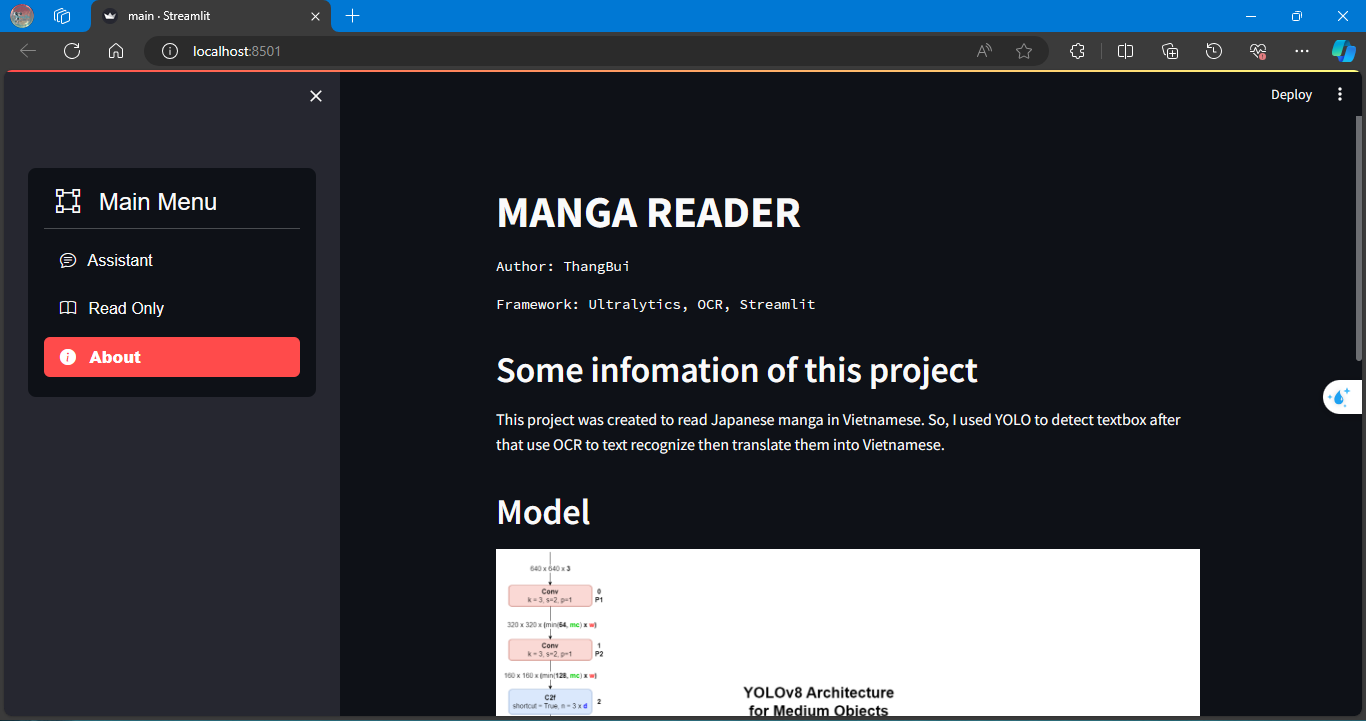 main · Streamlit
localhost:8501
Deploy
Main Menu
Assistant
Read Only
About
MANGA READER
Author: ThangBui
Framework: Ultralytics, OCR, Streamlit
Some infomation of this project
This project was created to read Japanese manga in Vietnamese. So, I used YOLO to detect textbox after
that use OCR to text recognize then translate them into Vietnamese.
Model
640 x 640 x 3
Conv
k = 3, s=2, p=1
0
P1
320 x 320 x (min(64, mc) x w)
Conv
k = 3, s=2, p=1
1
P2
160 x 160 x (min(128, mc) x w)
C2f
shortcut = True, n = 3 x d
2
YOLOv8 Architecture
for Medium Objects